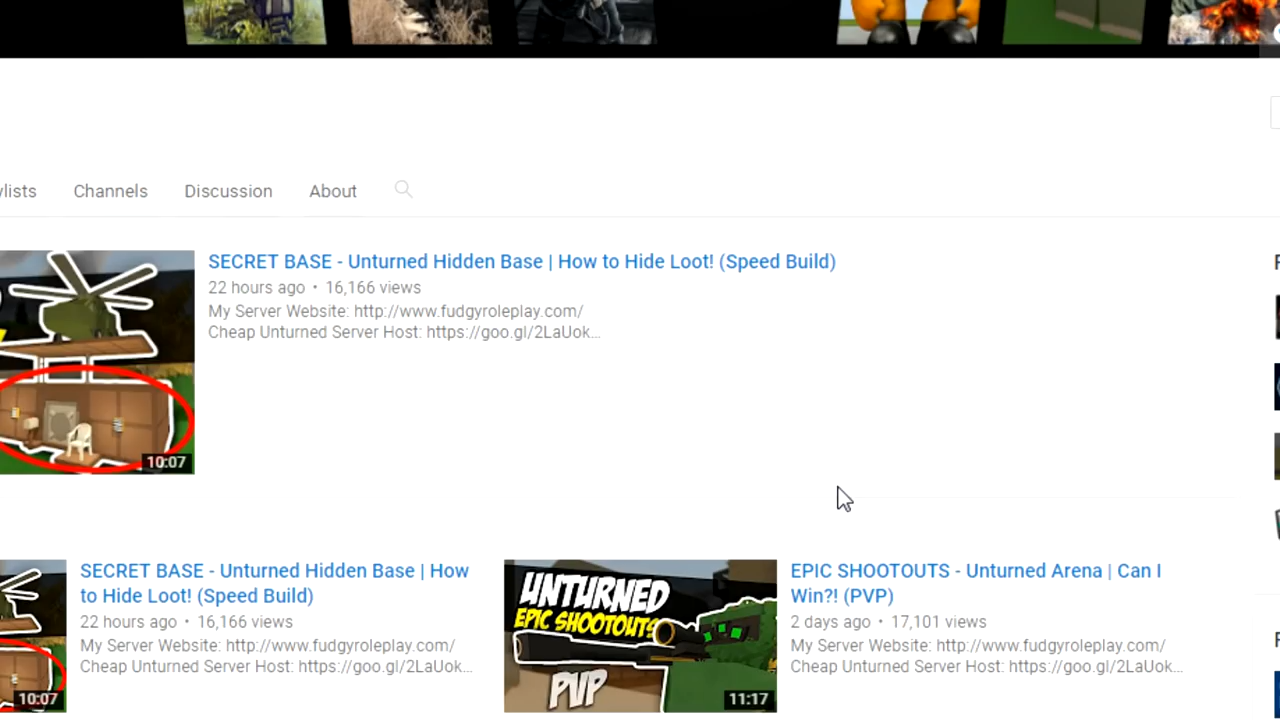 ylists Channels Discussion About
SECRET BASE - Unturned Hidden Base | How to Hide Loot! (Speed Build)
22 hours ago • 16,166 views
My Server Website: http://www.fudgyroleplay.com/
Cheap Unturned Server Host: https://goo.gl/2LaUok...
10:07
SECRET BASE - Unturned Hidden Base | How
to Hide Loot! (Speed Build)
22 hours ago • 16,166 views
My Server Website: http://www.fudgyroleplay.com/
Cheap Unturned Server Host: https://goo.gl/2LaUok...
10:07
UNTURNED
EPIC SHOOTOUTS
PVP
11:17
EPIC SHOOTOUTS - Unturned Arena | Can I
Win?! (PVP)
2 days ago • 17,101 views
My Server Website: http://www.fudgyroleplay.com/
Cheap Unturned Server Host: https://goo.gl/2LaUok...